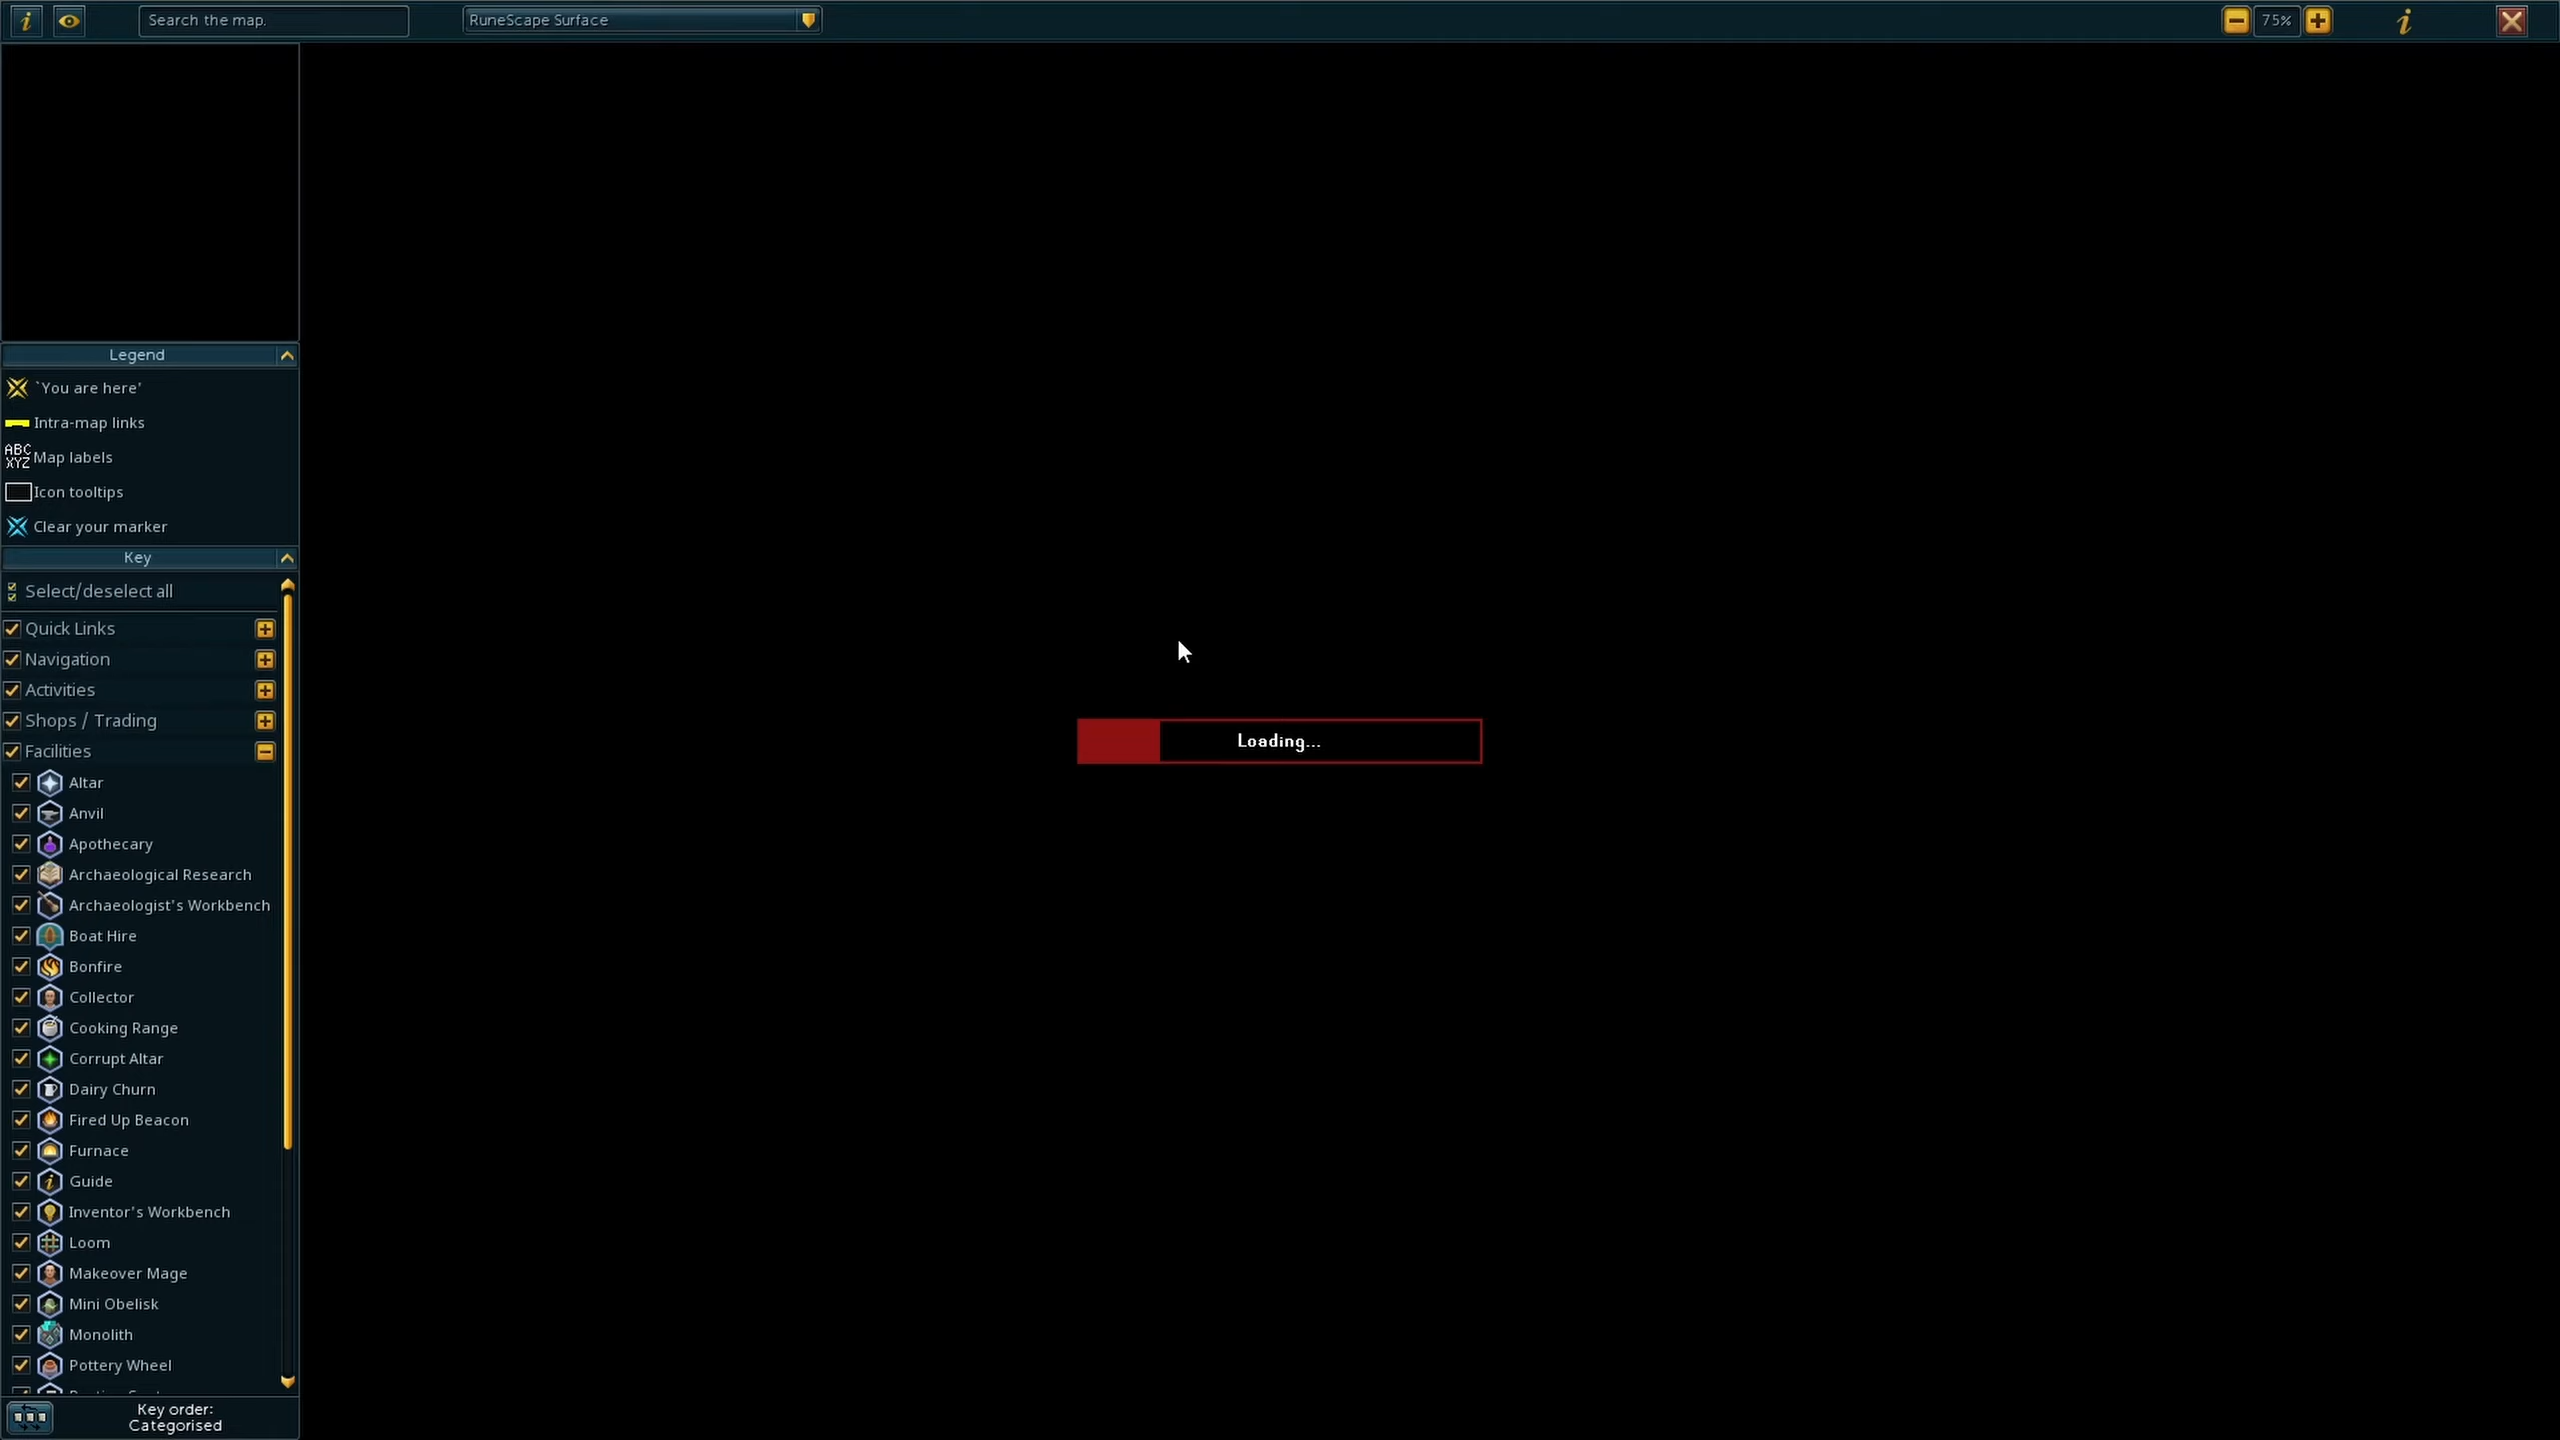 Search the map.
RuneScape Surface
75%
Legend
`You are here'
Intra-map links
ABC
XYZ
Map labels
Icon tooltips
Clear your marker
Key
Select/deselect all
Quick Links
Navigation
Activities
Shops / Trading
Facilities
Altar
Anvil
Apothecary
Archaeological Research
Archaeologist's Workbench
Boat Hire
Bonfire
Collector
Cooking Range
Corrupt Altar
Dairy Churn
Fired Up Beacon
Furnace
Guide
Inventor's Workbench
Loom
Makeover Mage
Mini Obelisk
Monolith
Pottery Wheel
Key order:
Categorised
Loading...